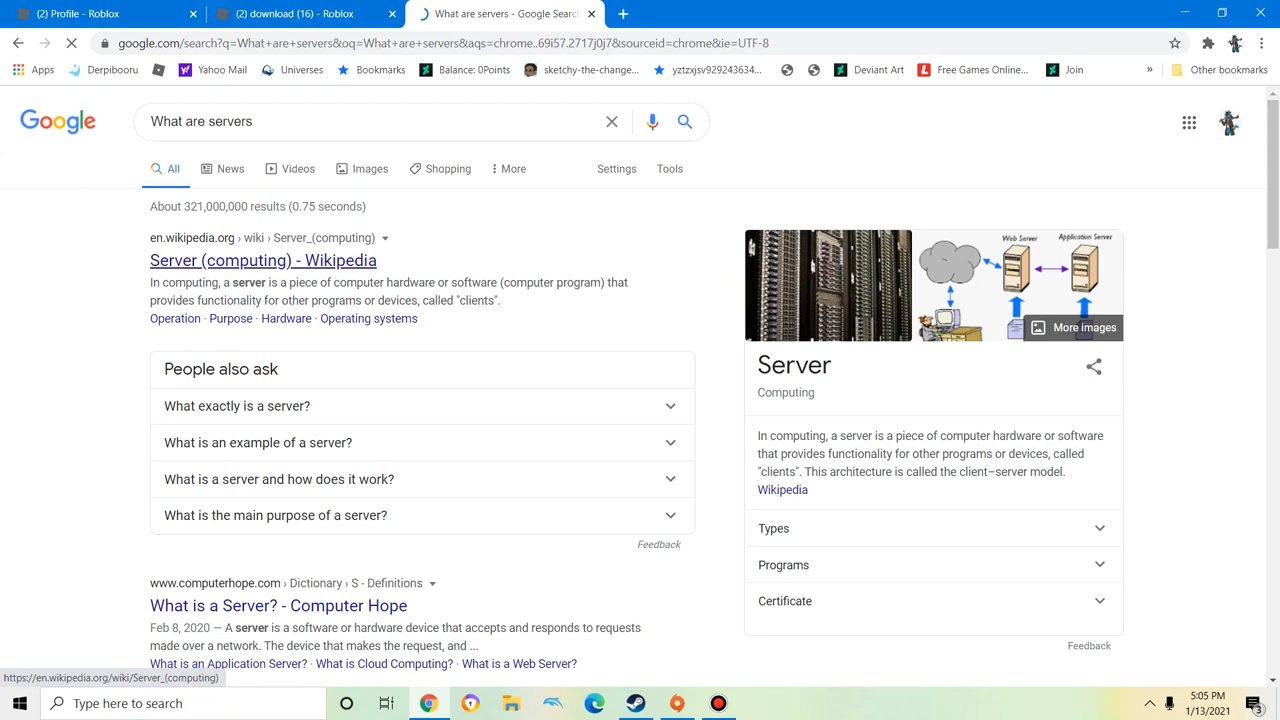 (2) Profile - Roblox
(2) download (16) - Roblox
What are servers - Google Search
google.com/search?q=What+are+servers&oq=What+are+servers&aqs=chrome..69i57.2717j0j7&sourceid=chrome&ie=UTF-8
Apps
Derpibooru
Yahoo Mail
Universes
Bookmarks
Balance: 0Points
sketchy-the-change...
yztzxjsv929243634...
Deviant Art
Free Games Online...
Join
»
Other bookmarks
Google
What are servers
All
News
Videos
Images
Shopping
More
Settings
Tools
About 321,000,000 results (0.75 seconds)
en.wikipedia.org › wiki › Server_(computing)
Server (computing) - Wikipedia
In computing, a server is a piece of computer hardware or software (computer program) that
provides functionality for other programs or devices, called "clients".
Operation · Purpose · Hardware · Operating systems
People also ask
What exactly is a server?
What is an example of a server?
What is a server and how does it work?
What is the main purpose of a server?
Feedback
www.computerhope.com › Dictionary › S - Definitions
What is a Server? - Computer Hope
Feb 8, 2020 — A server is a software or hardware device that accepts and responds to requests
made over a network. The device that makes the request, and ...
What is an Application Server? · What is Cloud Computing? · What is a Web Server?
Web Server
Application Server
More images
Server
Computing
In computing, a server is a piece of computer hardware or software
that provides functionality for other programs or devices, called
"clients". This architecture is called the client–server model.
Wikipedia
Types
Programs
Certificate
Feedback
https://en.wikipedia.org/wiki/Server_(computing)
Type here to search
5:05 PM
1/13/2021
3